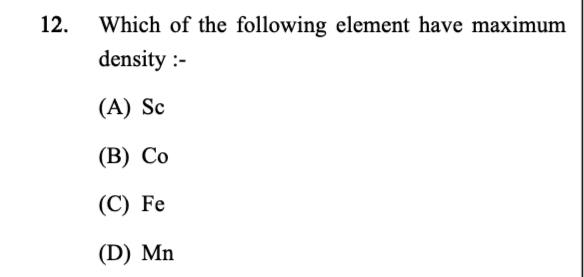 12. Which of the following element have maximum
density :-
(A) Sc
(B) Co
(C) Fe
(D) Mn